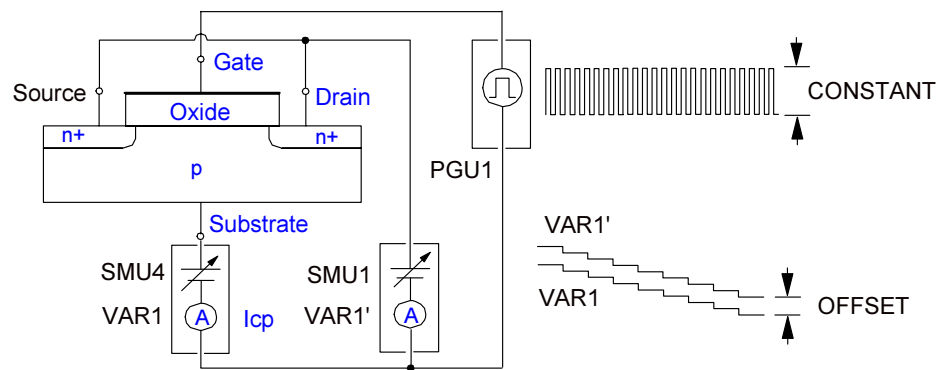 Gate
Source
Drain
Oxide
n+
n+
p
PGU1
CONSTANT
Substrate
SMU4
VAR1
A
Icp
SMU1
VAR1'
A
VAR1'
VAR1
OFFSET